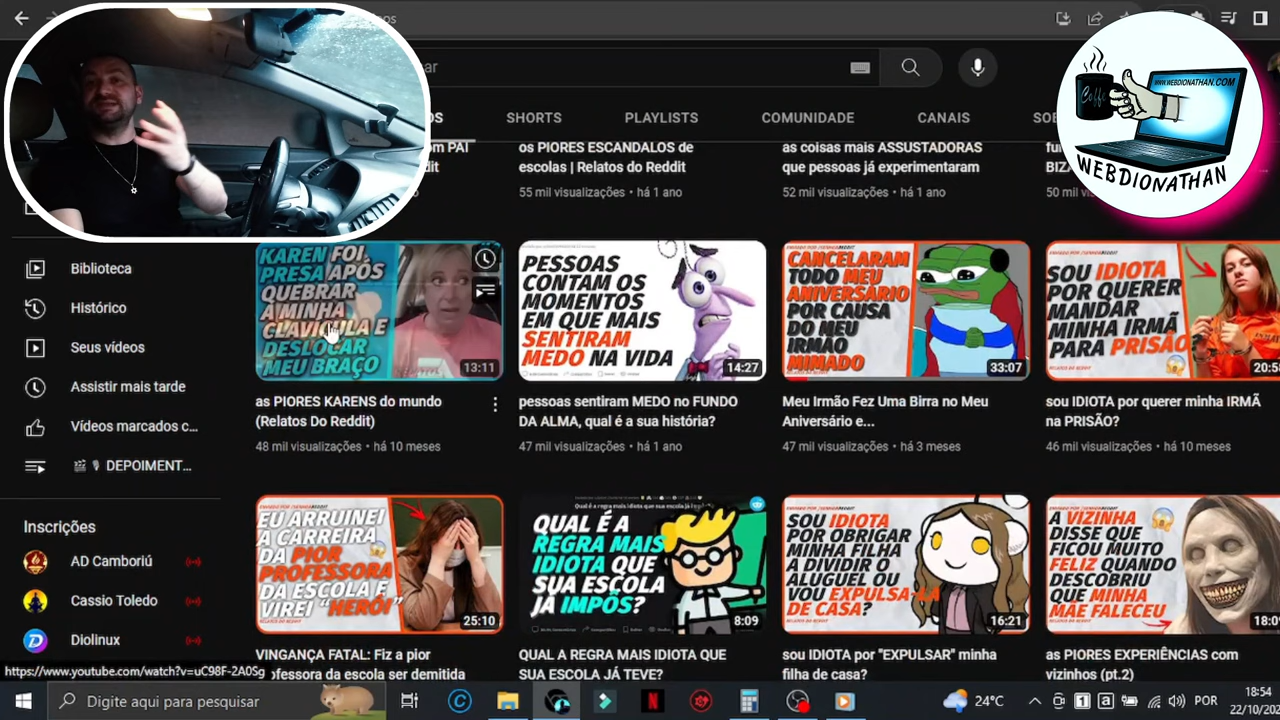 ar
OS
SHORTS
PLAYLISTS
COMUNIDADE
CANAIS
Coffe
WWW.WEBDIONATHAN.COM
WEBDIONATHAN
os PIORES ESCANDALOS de
escolas | Relatos do Reddit
55 mil visualizações • há 1 ano
as coisas mais ASSUSTADORAS
que pessoas já experimentaram
52 mil visualizações • há 1 ano
50 mil
Biblioteca
Histórico
Seus vídeos
Assistir mais tarde
Vídeos marcados c...
DEPOIMENT...
Inscrições
AD Camboriú
Cassio Toledo
Diolinux
KAREN FOI
PRESA APÓS
QUEBRAR
A MINHA
CLAVÍCULA E
DESLOCAR
MEU BRAÇO
13:11
as PIORES KARENS do mundo
(Relatos Do Reddit)
48 mil visualizações • há 10 meses
PESSOAS
CONTAM OS
MOMENTOS
EM QUE MAIS
SENTIRAM
MEDO NA VIDA
14:27
pessoas sentiram MEDO no FUNDO
DA ALMA, qual é a sua história?
47 mil visualizações • há 1 ano
CANCELARAM
TODO MEU
ANIVERSÁRIO
POR CAUSA
DO MEU
IRMÃO
MIMADO
33:07
Meu Irmão Fez Uma Birra no Meu
Aniversário e...
47 mil visualizações • há 3 meses
SOU IDIOTA
POR QUERER
MANDAR
MINHA IRMÃ
PARA PRISÃO?
20:58
sou IDIOTA por querer minha IRMÃ
na PRISÃO?
46 mil visualizações • há 10 meses
EU ARRUINEI
A CARREIRA
DA PIOR
PROFESSORA
DA ESCOLA E
VIREI "HERÓI"
25:10
VINGANÇA FATAL: Fiz a pior
professora da escola ser demitida
QUAL É A
REGRA MAIS
IDIOTA QUE
SUA ESCOLA
JÁ IMPÔS?
8:09
QUAL A REGRA MAIS IDIOTA QUE
SUA ESCOLA JÁ TEVE?
SOU IDIOTA
POR OBRIGAR
MINHA FILHA
A DIVIDIR O
ALUGUEL OU
EXPULSA-LA
DE CASA?
16:21
sou IDIOTA por "EXPULSAR" minha
filha de casa?
A VIZINHA
DISSE QUE
FICOU MUITO
FELIZ QUANDO
DESCOBRIU
QUE MINHA
MÃE FALECEU
18:09
as PIORES EXPERIÊNCIAS com
vizinhos (pt.2)
https://www.youtube.com/watch?v=uC98F-2A0Sg
Digite aqui para pesquisar
24°C
POR
18:54
22/10/202